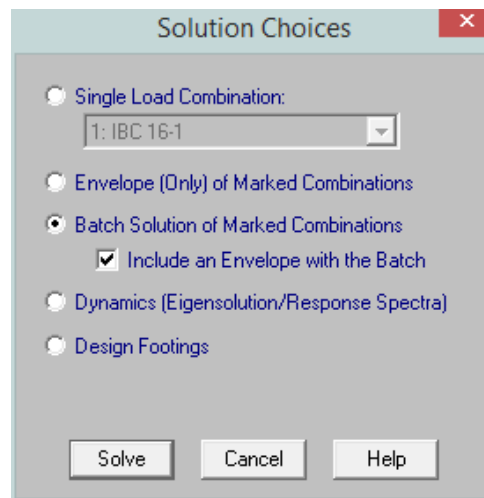 Solution Choices
Single Load Combination:
1: IBC 16-1
Envelope (Only) of Marked Combinations
Batch Solution of Marked Combinations
Include an Envelope with the Batch
Dynamics (Eigensolution/Response Spectra)
Design Footings
Solve Cancel Help